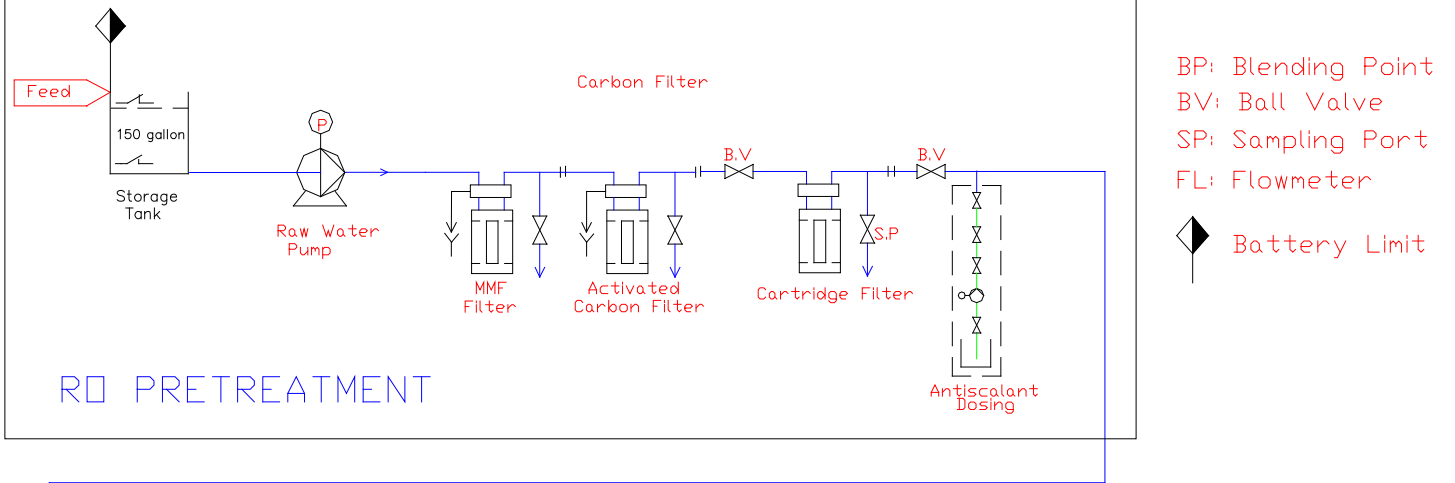 Carbon Filter
Feed
150 gallon
P
B.V
B.V
Storage
Tank
Raw Water
Pump
S.P
MMF
Filter
Activated
Carbon Filter
Cartridge Filter
RO PRETREATMENT
Antiscalant
Dosing
BP: Blending Point
BV: Ball Valve
SP: Sampling Port
FL: Flowmeter
Battery Limit